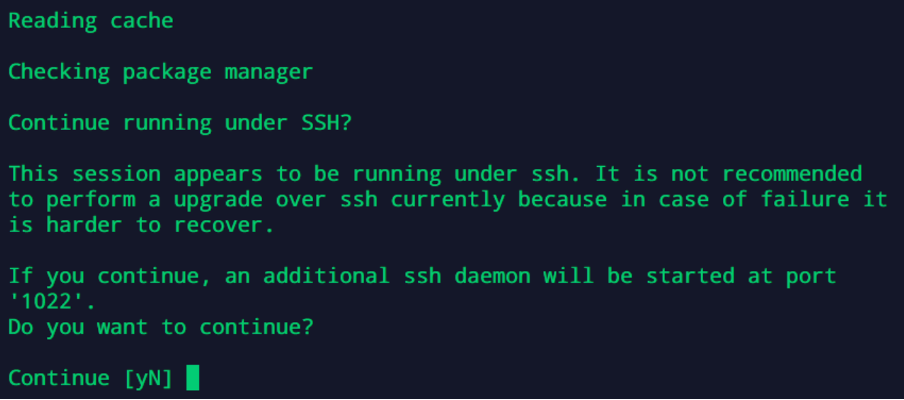 Reading cache
Checking package manager
Continue running under SSH?
This session appears to be running under ssh. It is not recommended
to perform a upgrade over ssh currently because in case of failure it
is harder to recover.
If you continue, an additional ssh daemon will be started at port
'1022'.
Do you want to continue?
Continue [yN]